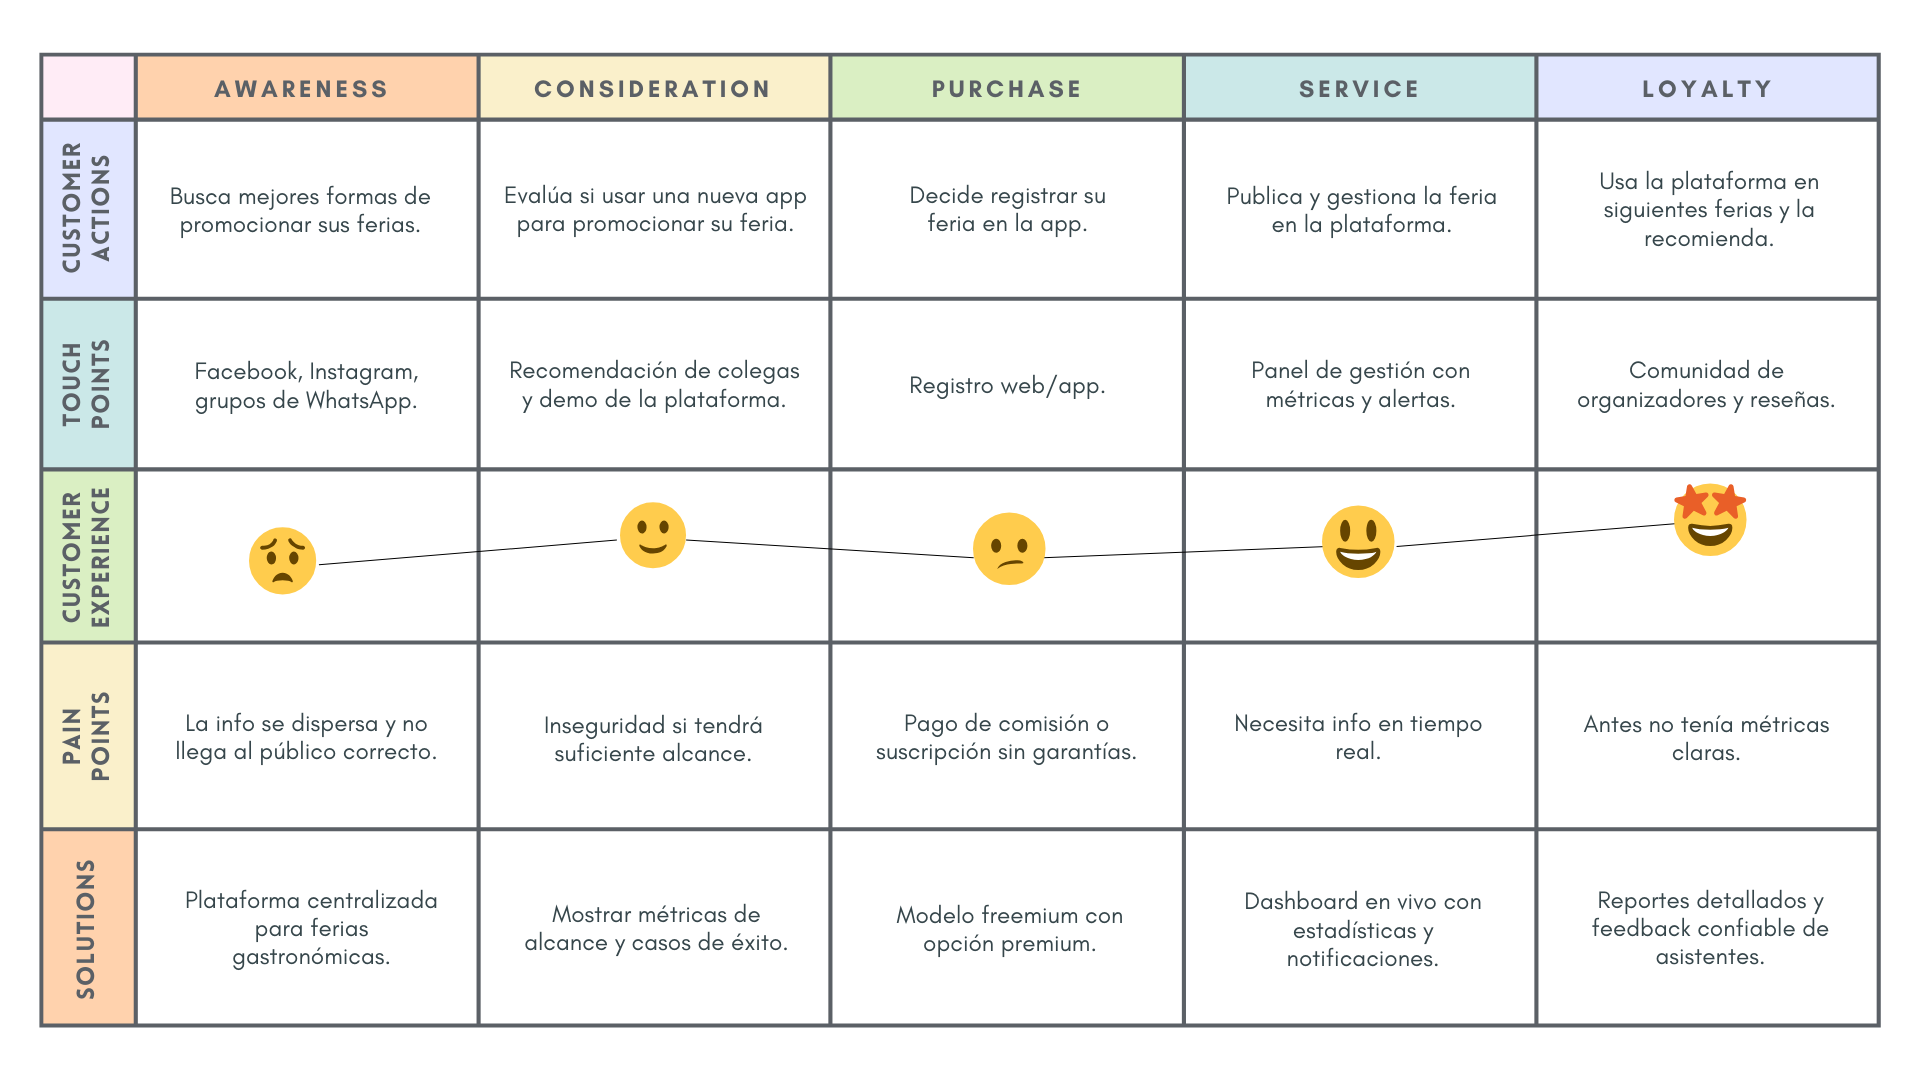 AWARENESS
CONSIDERATION
PURCHASE
SERVICE
LOYALTY
CUSTOMER
ACTIONS
Busca mejores formas de
promocionar sus ferias.
Evalúa si usar una nueva app
para promocionar su feria.
Decide registrar su
feria en la app.
Publica y gestiona la feria
en la plataforma.
Usa la plataforma en
siguientes ferias y la
recomienda.
TOUCH
POINTS
Facebook, Instagram,
grupos de WhatsApp.
Recomendación de colegas
y demo de la plataforma.
Registro web/app.
Panel de gestión con
métricas y alertas.
Comunidad de
organizadores y reseñas.
CUSTOMER
EXPERIENCE
PAIN
POINTS
La info se dispersa y no
llega al público correcto.
Inseguridad si tendrá
suficiente alcance.
Pago de comisión o
suscripción sin garantías.
Necesita info en tiempo
real.
Antes no tenía métricas
claras.
SOLUTIONS
Plataforma centralizada
para ferias
gastronómicas.
Mostrar métricas de
alcance y casos de éxito.
Modelo freemium con
opción premium.
Dashboard en vivo con
estadísticas y
notificaciones.
Reportes detallados y
feedback confiable de
asistentes.